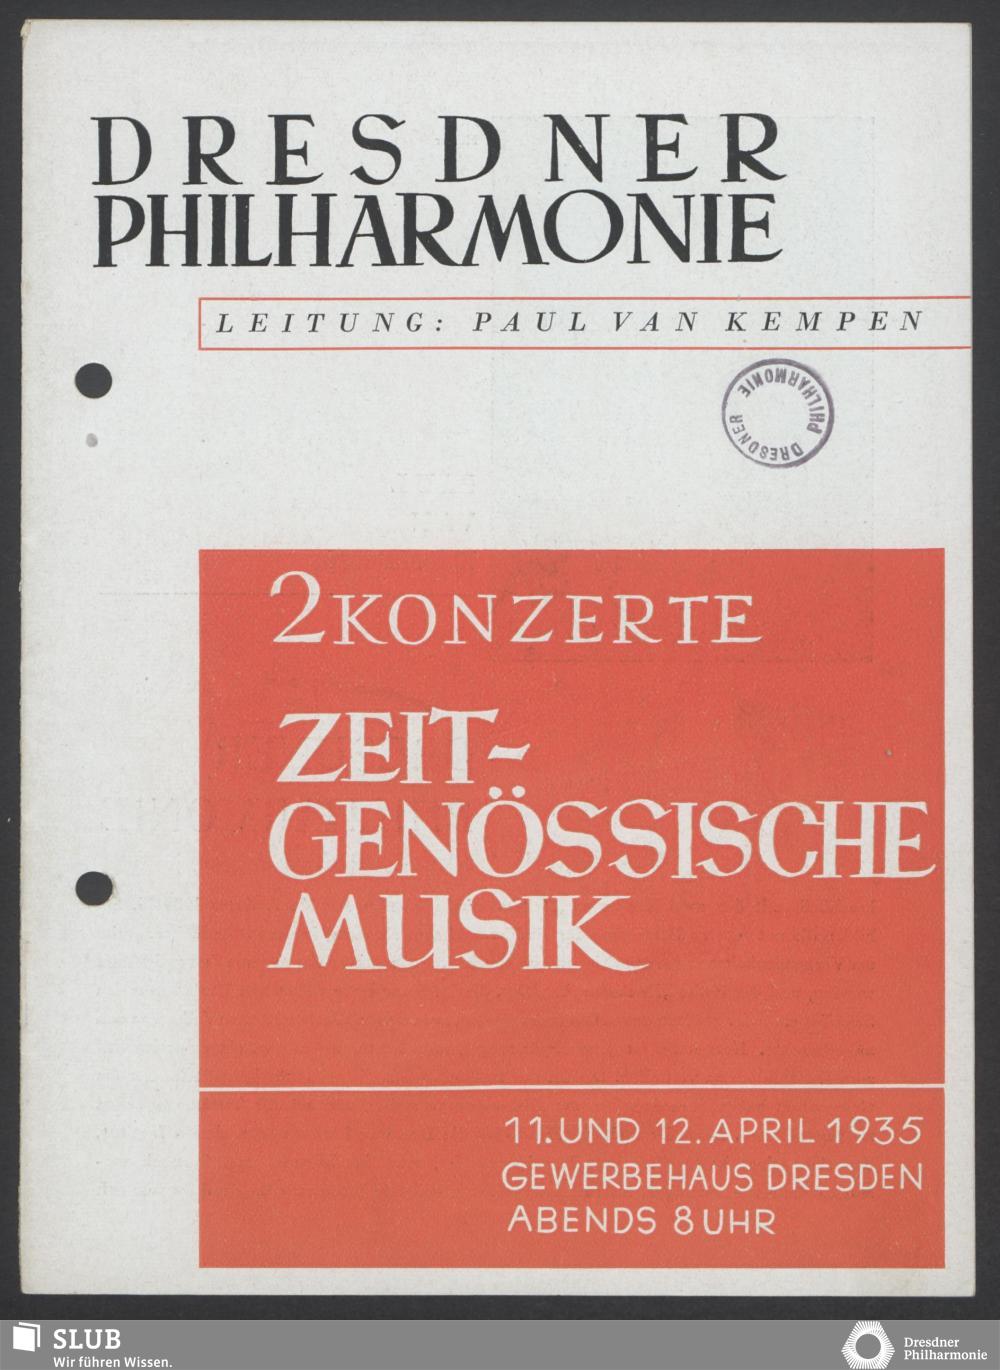 DRESDNER
PHILHARMONIE
LEITUNG: PAUL VAN KEMPEN
DRESDNER PHILHARMONIE
2 KONZERTE
ZEIT-
GENÖSSISCHE
MUSIK
11. UND 12. APRIL 1935
GEWERBEHAUS DRESDEN
ABENDS 8 UHR
SLUB
Wir führen Wissen.
Dresdner
Philharmonie